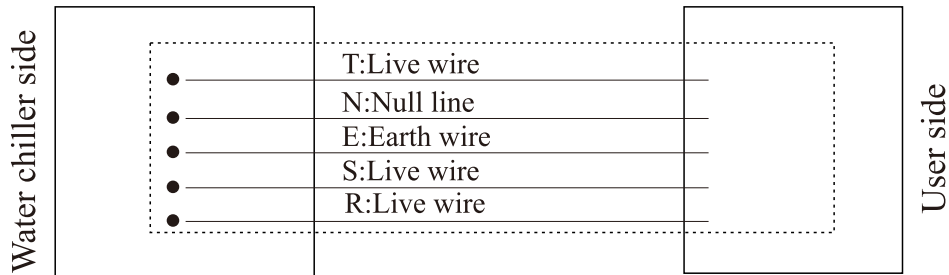 Water chiller side
T:Live wire
N:Null line
E:Earth wire
S:Live wire
R:Live wire
User side